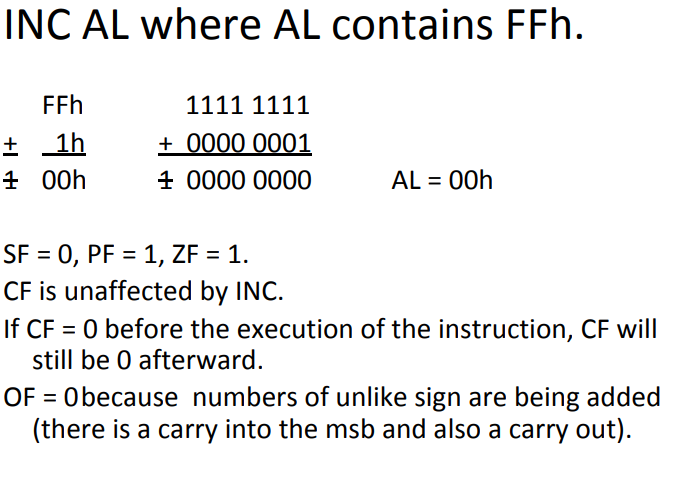 INC AL where AL contains FFh.
FFh 1111 1111
+ 1h + 0000 0001
1 00h 1 0000 0000 AL = 00h
SF = 0, PF = 1, ZF = 1.
CF is unaffected by INC.
If CF = 0 before the execution of the instruction, CF will
still be 0 afterward.
OF = 0because numbers of unlike sign are being added
(there is a carry into the msb and also a carry out).